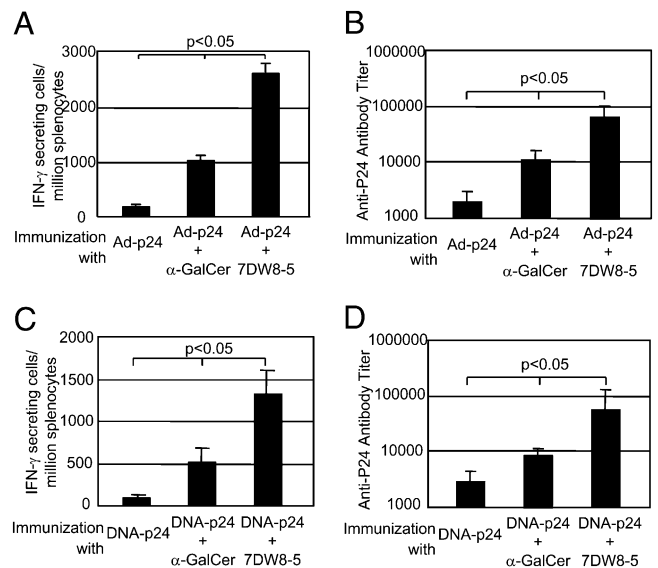 A
IFN-γ secreting cells/
million splenocytes
3000
2000
1000
0
p<0.05
Immunization
with
Ad-p24
Ad-p24
+
α-GalCer
Ad-p24
+
7DW8-5
B
Anti-P24 Antibody Titer
1000000
100000
10000
1000
p<0.05
Immunization
with
Ad-p24
Ad-p24
+
α-GalCer
Ad-p24
+
7DW8-5
C
IFN-γ secreting cells/
million splenocytes
2000
1500
1000
500
0
p<0.05
Immunization
with
DNA-p24
DNA-p24
+
α-GalCer
DNA-p24
+
7DW8-5
D
Anti-P24 Antibody Titer
1000000
100000
10000
1000
p<0.05
Immunization
with
DNA-p24
DNA-p24
+
α-GalCer
DNA-p24
+
7DW8-5